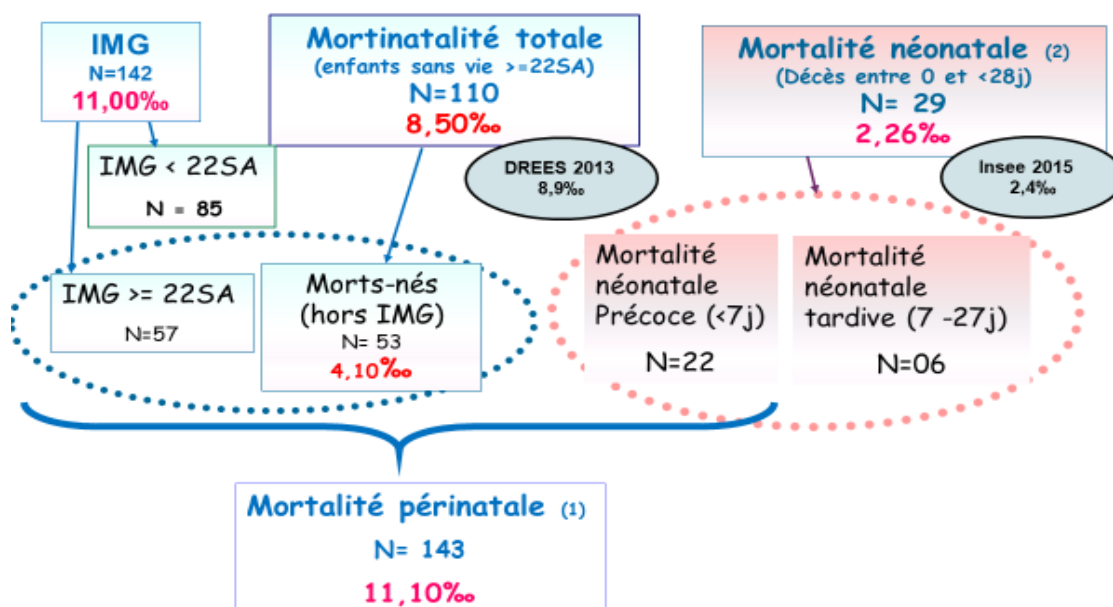 IMG
N=142
11,00‰
Mortinatalité totale
(enfants sans vie >=22SA)
N=110
8,50‰
Mortalité néonatale (2)
(Décès entre 0 et <28j)
N= 29
2,26‰
IMG < 22SA
N = 85
DREES 2013
8,9‰
Insee 2015
2,4‰
IMG >= 22SA
N=57
Morts-nés
(hors IMG)
N= 53
4,10‰
Mortalité
néonatale
Précoce (<7j)
N=22
Mortalité
néonatale
tardive (7 -27j)
N=06
Mortalité périnatale (1)
N= 143
11,10‰